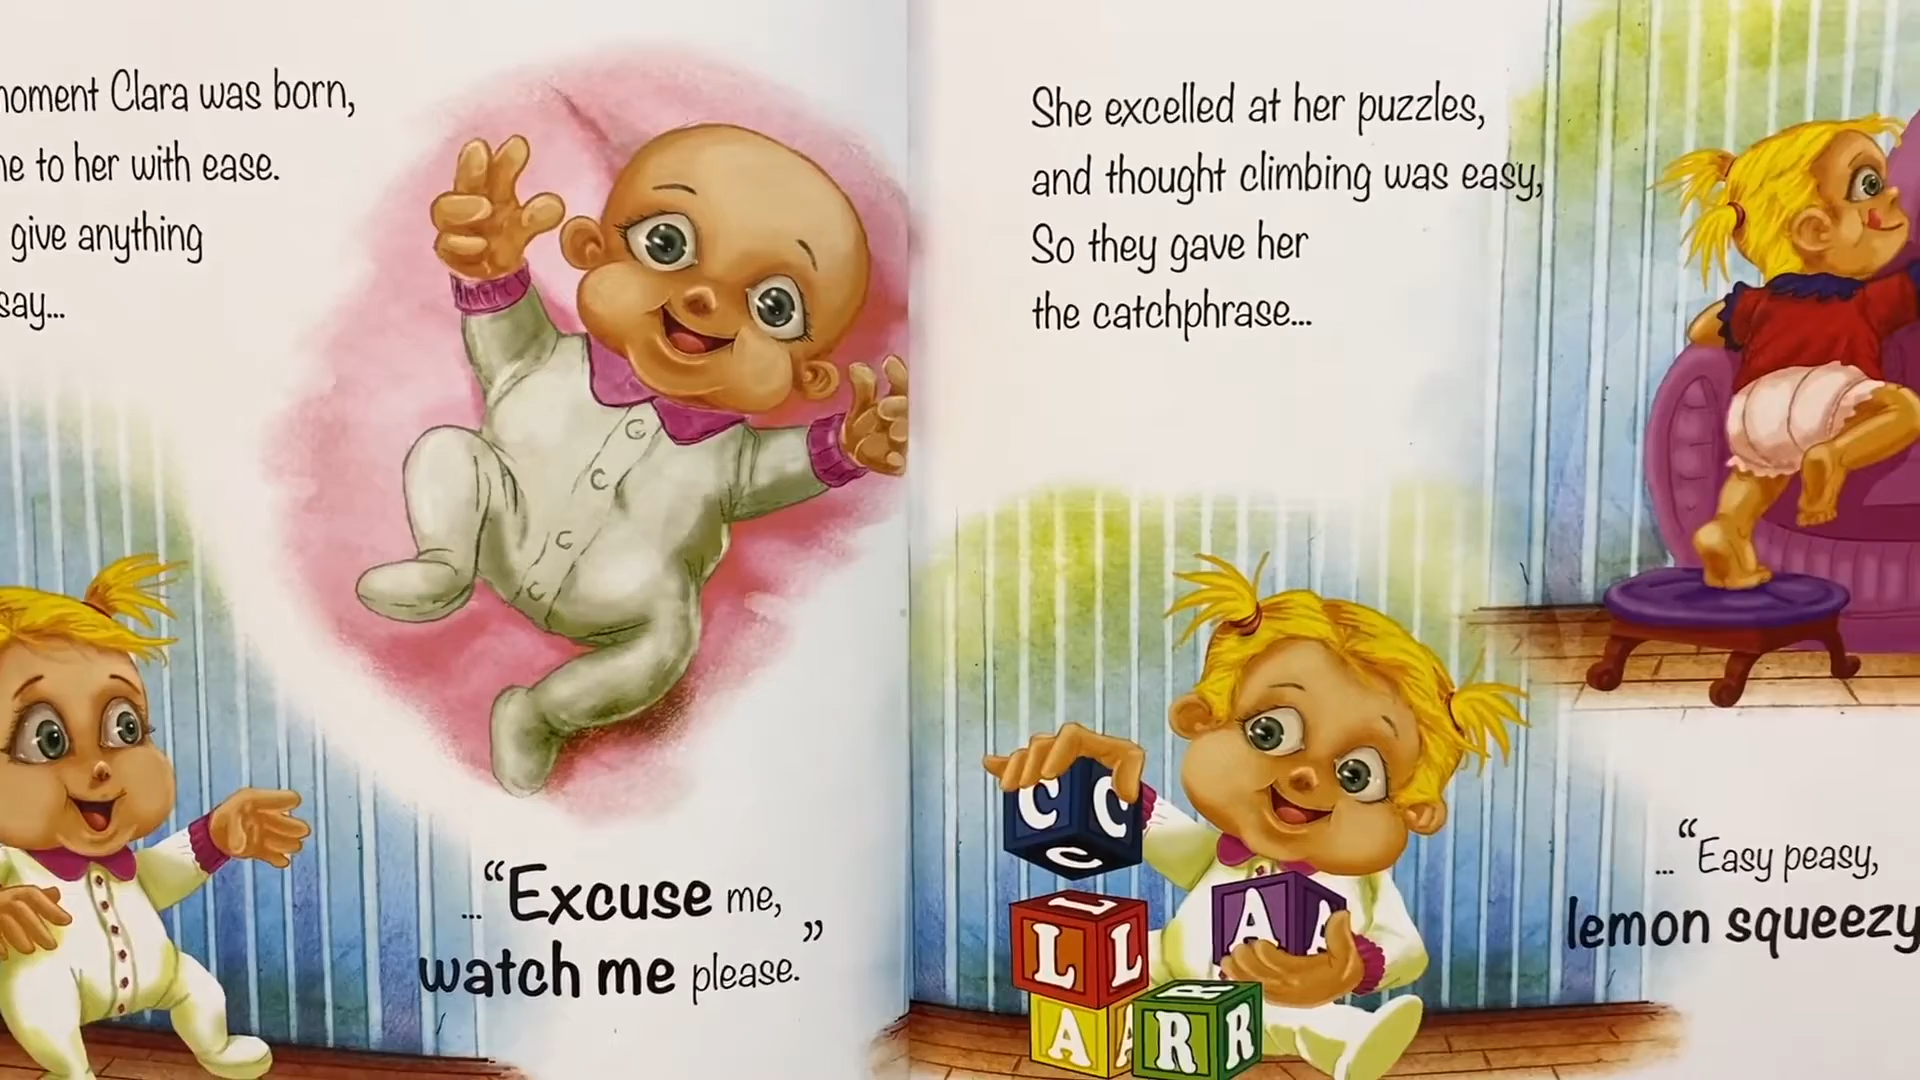 moment Clara was born,
to her with ease.
give anything
say...
... “Excuse me,
watch me please.”
She excelled at her puzzles,
and thought climbing was easy,
So they gave her
the catchphrase...
C C
C
L
L L
A A
A A
R
R R
... “Easy peasy,
lemon squeezy